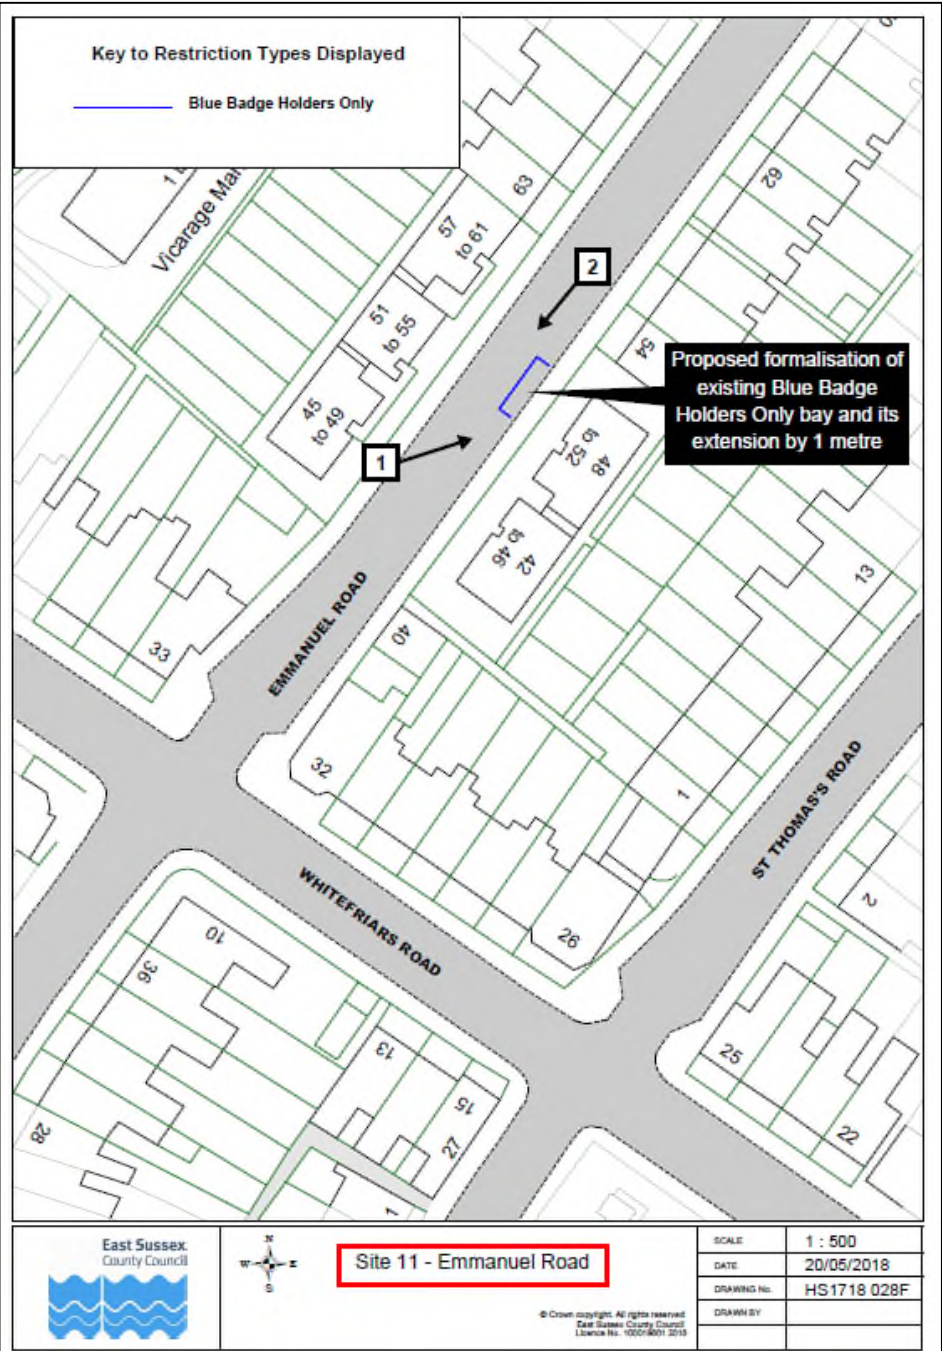 Key to Restriction Types Displayed
Blue Badge Holders Only
Vicarage
63
57
to 61
51
to 55
45
to 49
62
54
2
1
Proposed formalisation of
existing Blue Badge
Holders Only bay and its
extension by 1 metre
48
to 52
42
to 46
40
13
33
32
EMMANUEL ROAD
1
ST THOMAS'S ROAD
2
WHITEFRIARS ROAD
26
10
36
13
15
27
28
1
25
22
East Sussex
County Council
N
W E
S
Site 11 - Emmanuel Road
© Crown copyright. All rights reserved
East Sussex County Council
Licence No. 100019601 2018
SCALE 1 : 500
DATE 20/05/2018
DRAWING No. HS1718 028F
DRAWN BY